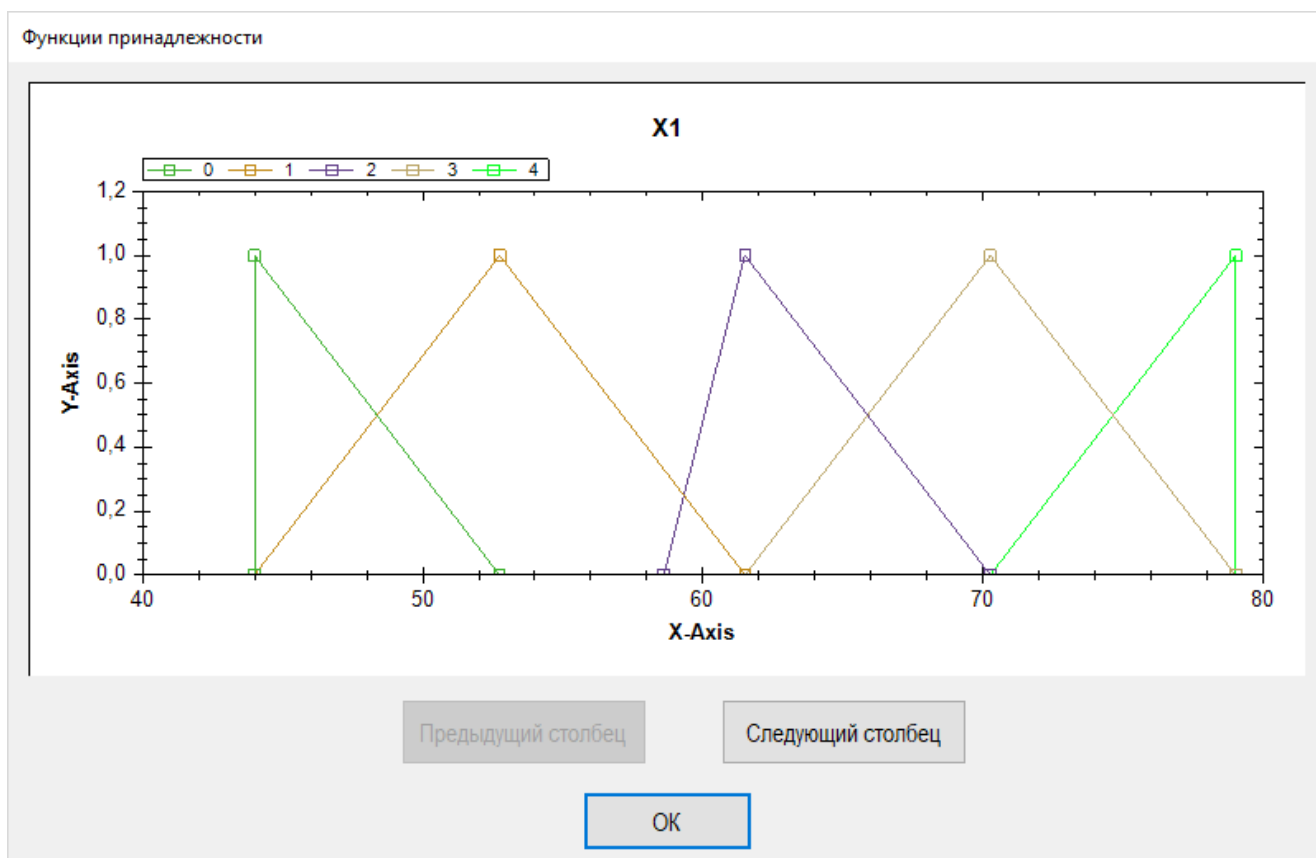 Функции принадлежности
X1
0 1 2 3 4
1,2
1,0
0,8
0,6
0,4
0,2
0,0
Y-Axis
40 50 60 70 80
X-Axis
Предыдущий столбец Следующий столбец
ОК